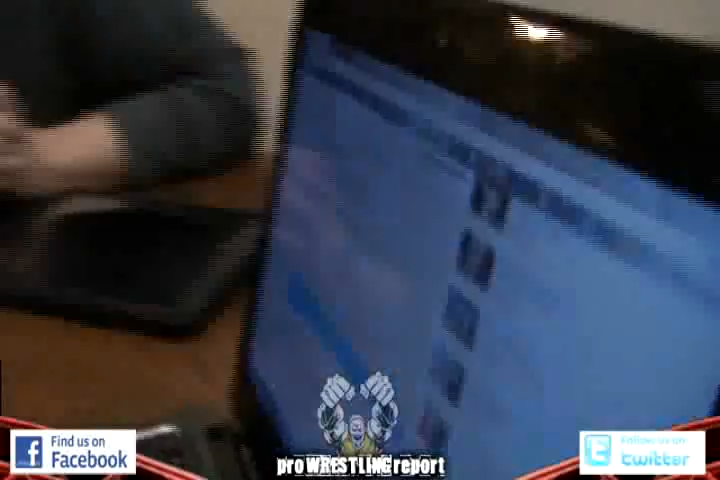 Find us on
Facebook
Follow us on
twitter
pro WRESTLING report